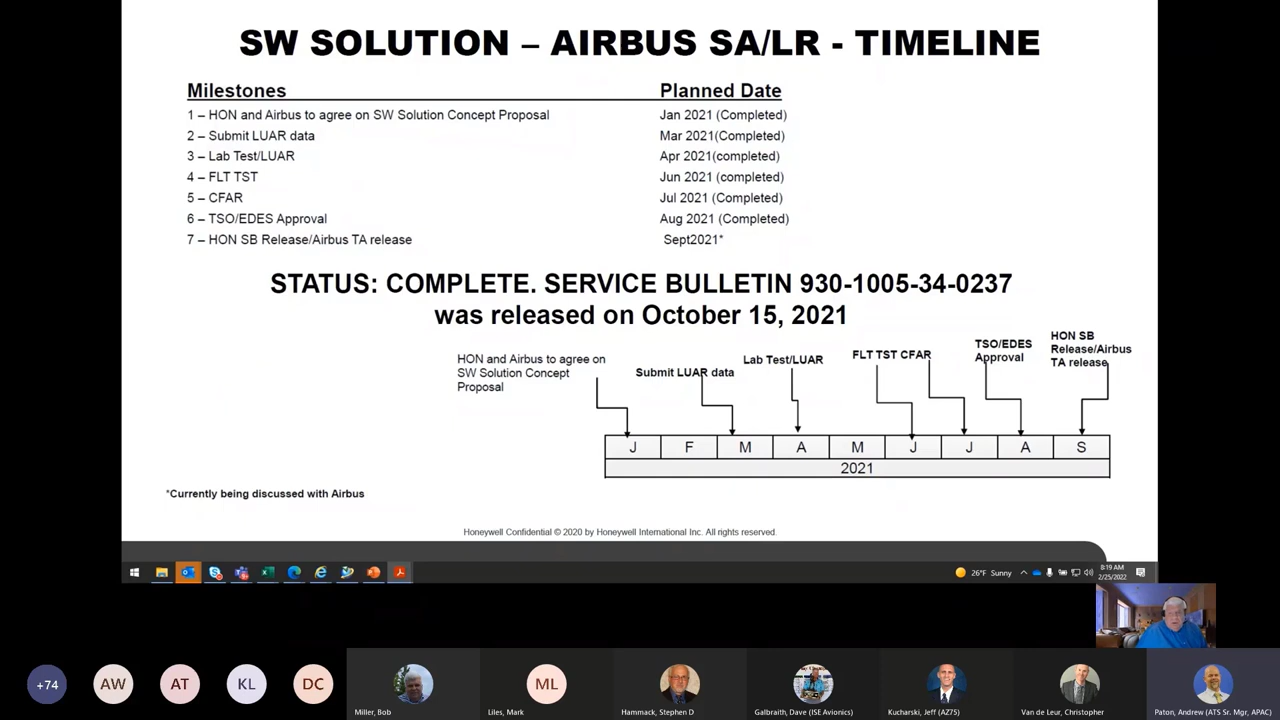 SW SOLUTION – AIRBUS SA/LR - TIMELINE
Milestones Planned Date
1 – HON and Airbus to agree on SW Solution Concept Proposal Jan 2021 (Completed)
2 – Submit LUAR data Mar 2021(Completed)
3 – Lab Test/LUAR Apr 2021(completed)
4 – FLT TST Jun 2021 (completed)
5 – CFAR Jul 2021 (Completed)
6 – TSO/EDES Approval Aug 2021 (Completed)
7 – HON SB Release/Airbus TA release Sept2021*
STATUS: COMPLETE. SERVICE BULLETIN 930-1005-34-0237
was released on October 15, 2021
HON and Airbus to agree on
SW Solution Concept
Proposal
Submit LUAR data
Lab Test/LUAR
FLT TST CFAR
TSO/EDES
Approval
HON SB
Release/Airbus
TA release
J F M A M J J A S
2021
*Currently being discussed with Airbus
Honeywell Confidential © 2020 by Honeywell International Inc. All rights reserved.
26°F Sunny
8:19 AM
2/25/2022
+74 AW AT KL DC ML
Miller, Bob
Liles, Mark
Hammack, Stephen D
Galbraith, Dave (ISE Avionics)
Kucharski, Jeff (AZ75)
Van de Leur, Christopher
Paton, Andrew (ATS Sr. Mgr, APAC)